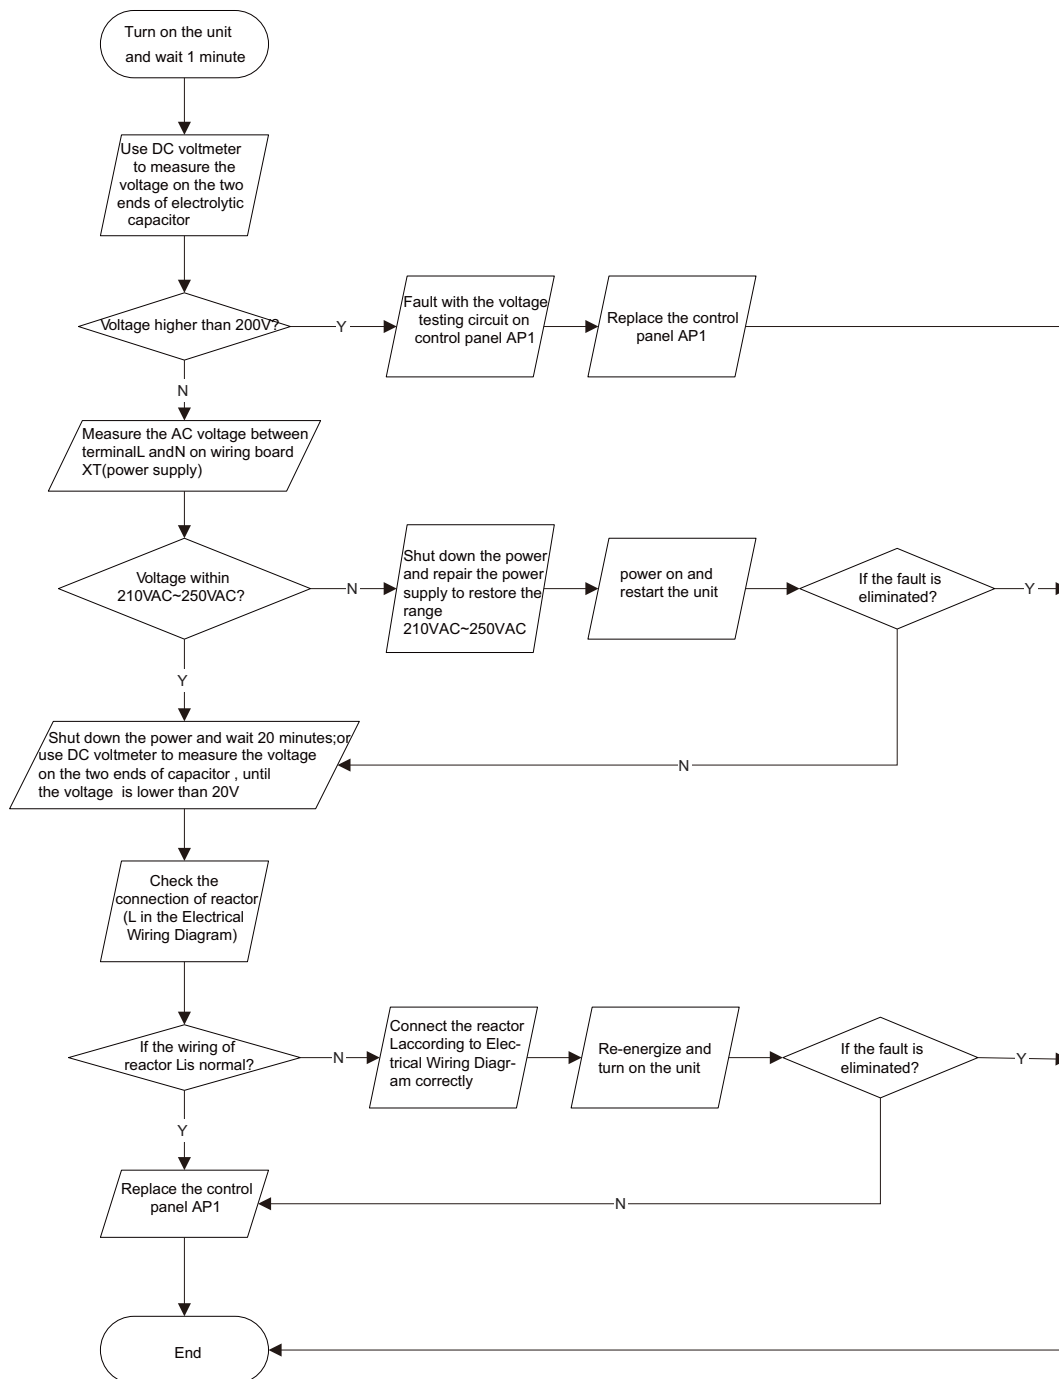 Turn on the unit
and wait 1 minute
Use DC voltmeter
to measure the
voltage on the two
ends of electrolytic
capacitor
Voltage higher than 200V?
Y
Fault with the voltage
testing circuit on
control panel AP1
Replace the control
panel AP1
N
Measure the AC voltage between
terminalL andN on wiring board
XT(power supply)
Voltage within
210VAC~250VAC?
N
Shut down the power
and repair the power
supply to restore the
range
210VAC~250VAC
power on and
restart the unit
If the fault is
eliminated?
Y
Y
N
Shut down the power and wait 20 minutes;or
use DC voltmeter to measure the voltage
on the two ends of capacitor , until
the voltage is lower than 20V
Check the
connection of reactor
(L in the Electrical
Wiring Diagram)
If the wiring of
reactor Lis normal?
N
Connect the reactor
Laccording to Elec-
trical Wiring Diagr-
am correctly
Re-energize and
turn on the unit
If the fault is
eliminated?
Y
Y
N
Replace the control
panel AP1
End